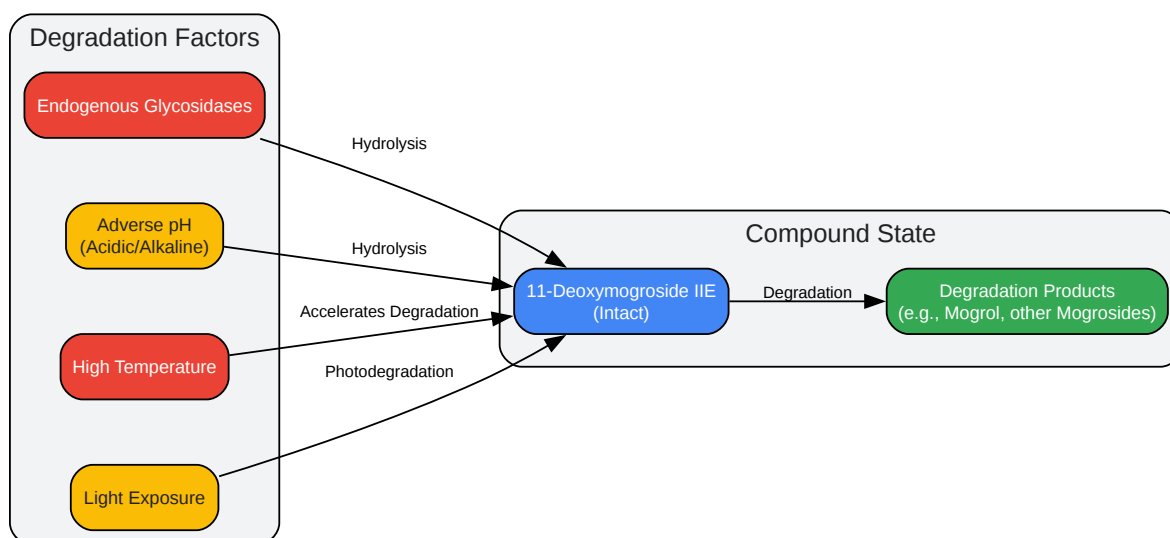 Degradation Factors
Endogenous Glycosidases
Hydrolysis
Adverse pH
(Acidic/Alkaline)
Hydrolysis
Compound State
11-Deoxymogroside IIE
(Intact)
Degradation
Degradation Products
(e.g., Mogrol, other Mogrosides)
Accelerates Degradation
High Temperature
Photodegradation
Light Exposure